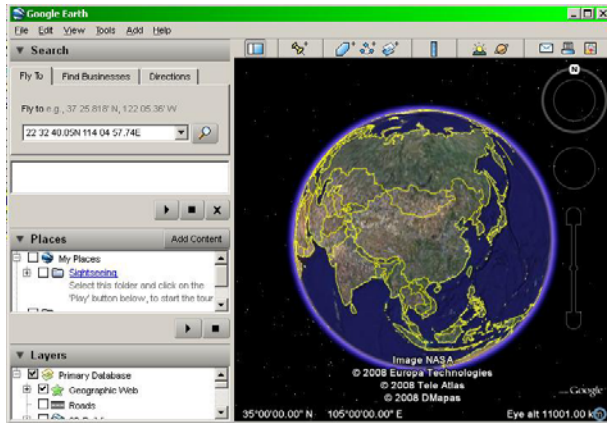 Google Earth
File Edit View Tools Add Help
Search
Fly To Find Businesses Directions
Fly to e.g., 37 25.818' N, 122 05.36' W
22 32 40.05N 114 04 57.74E
Places Add Content
My Places
Sightseeing
Select this folder and click on the
'Play' button below, to start the tour
Layers
Primary Database
Geographic Web
Roads
N
Image NASA
© 2008 Europa Technologies
© 2008 Tele Atlas
© 2008 DMapas
Google
35°00'00.00" N 105°00'00.00" E Eye alt 11001.00 km